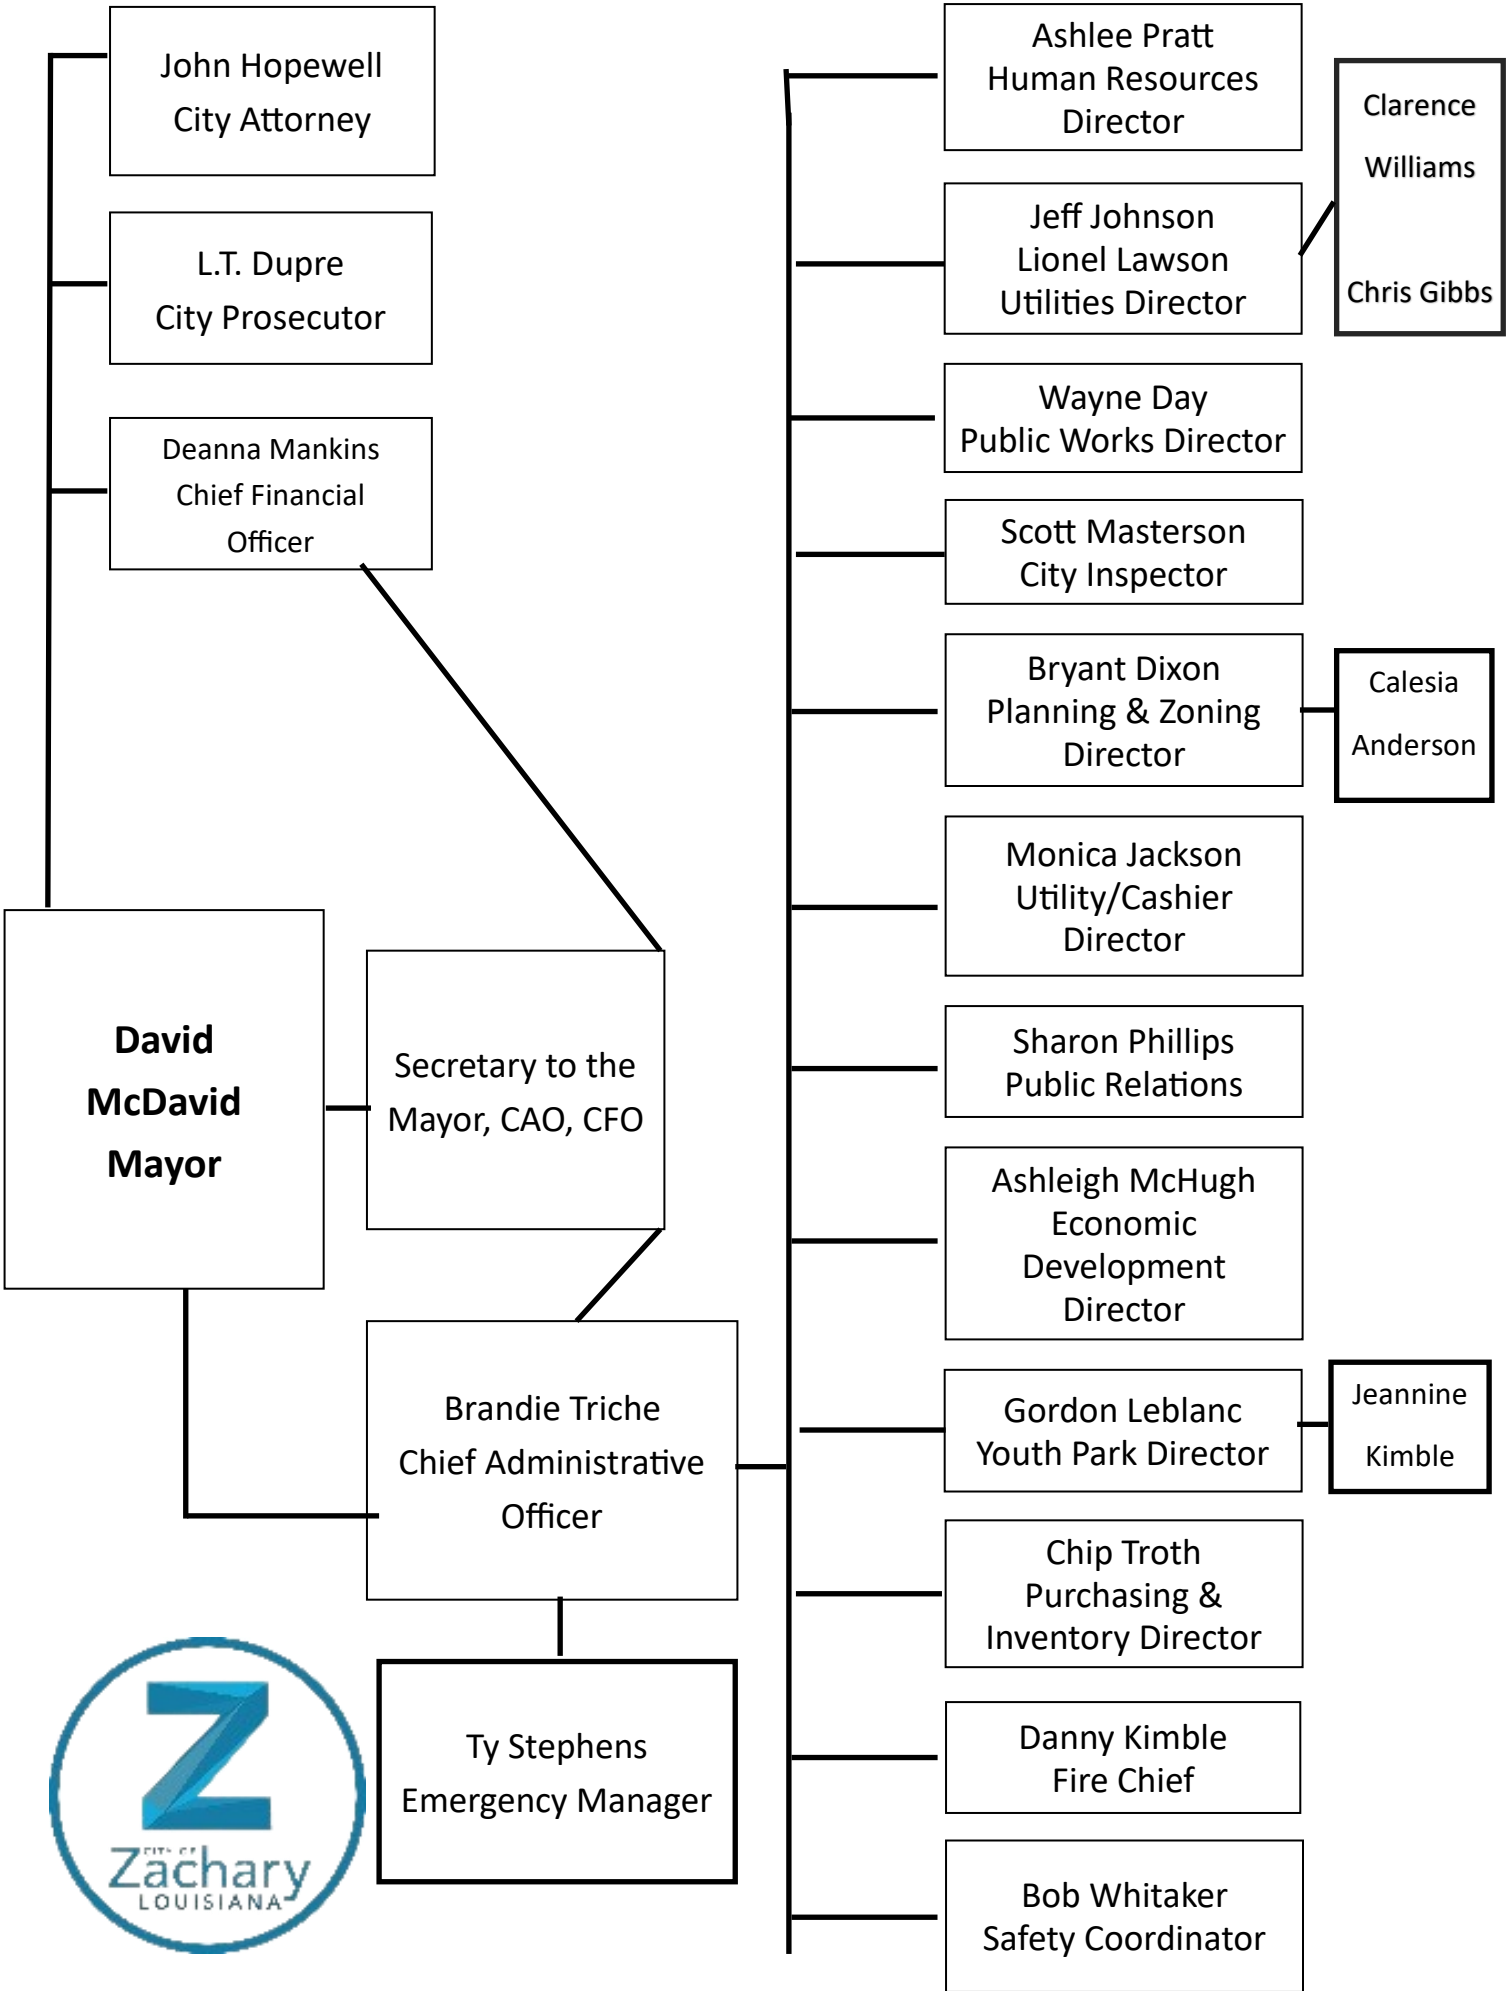 John Hopewell
City Attorney
L.T. Dupre
City Prosecutor
Deanna Mankins
Chief Financial
Officer
David
McDavid
Mayor
Secretary to the
Mayor, CAO, CFO
Brandie Triche
Chief Administrative
Officer
Ty Stephens
Emergency Manager
Ashlee Pratt
Human Resources
Director
Jeff Johnson
Lionel Lawson
Utilities Director
Clarence
Williams
Chris Gibbs
Wayne Day
Public Works Director
Scott Masterson
City Inspector
Bryant Dixon
Planning & Zoning
Director
Calesia
Anderson
Monica Jackson
Utility/Cashier
Director
Sharon Phillips
Public Relations
Ashleigh McHugh
Economic
Development
Director
Gordon Leblanc
Youth Park Director
Jeannine
Kimble
Chip Troth
Purchasing &
Inventory Director
Danny Kimble
Fire Chief
Bob Whitaker
Safety Coordinator
Z
CITY OF
Zachary
LOUISIANA